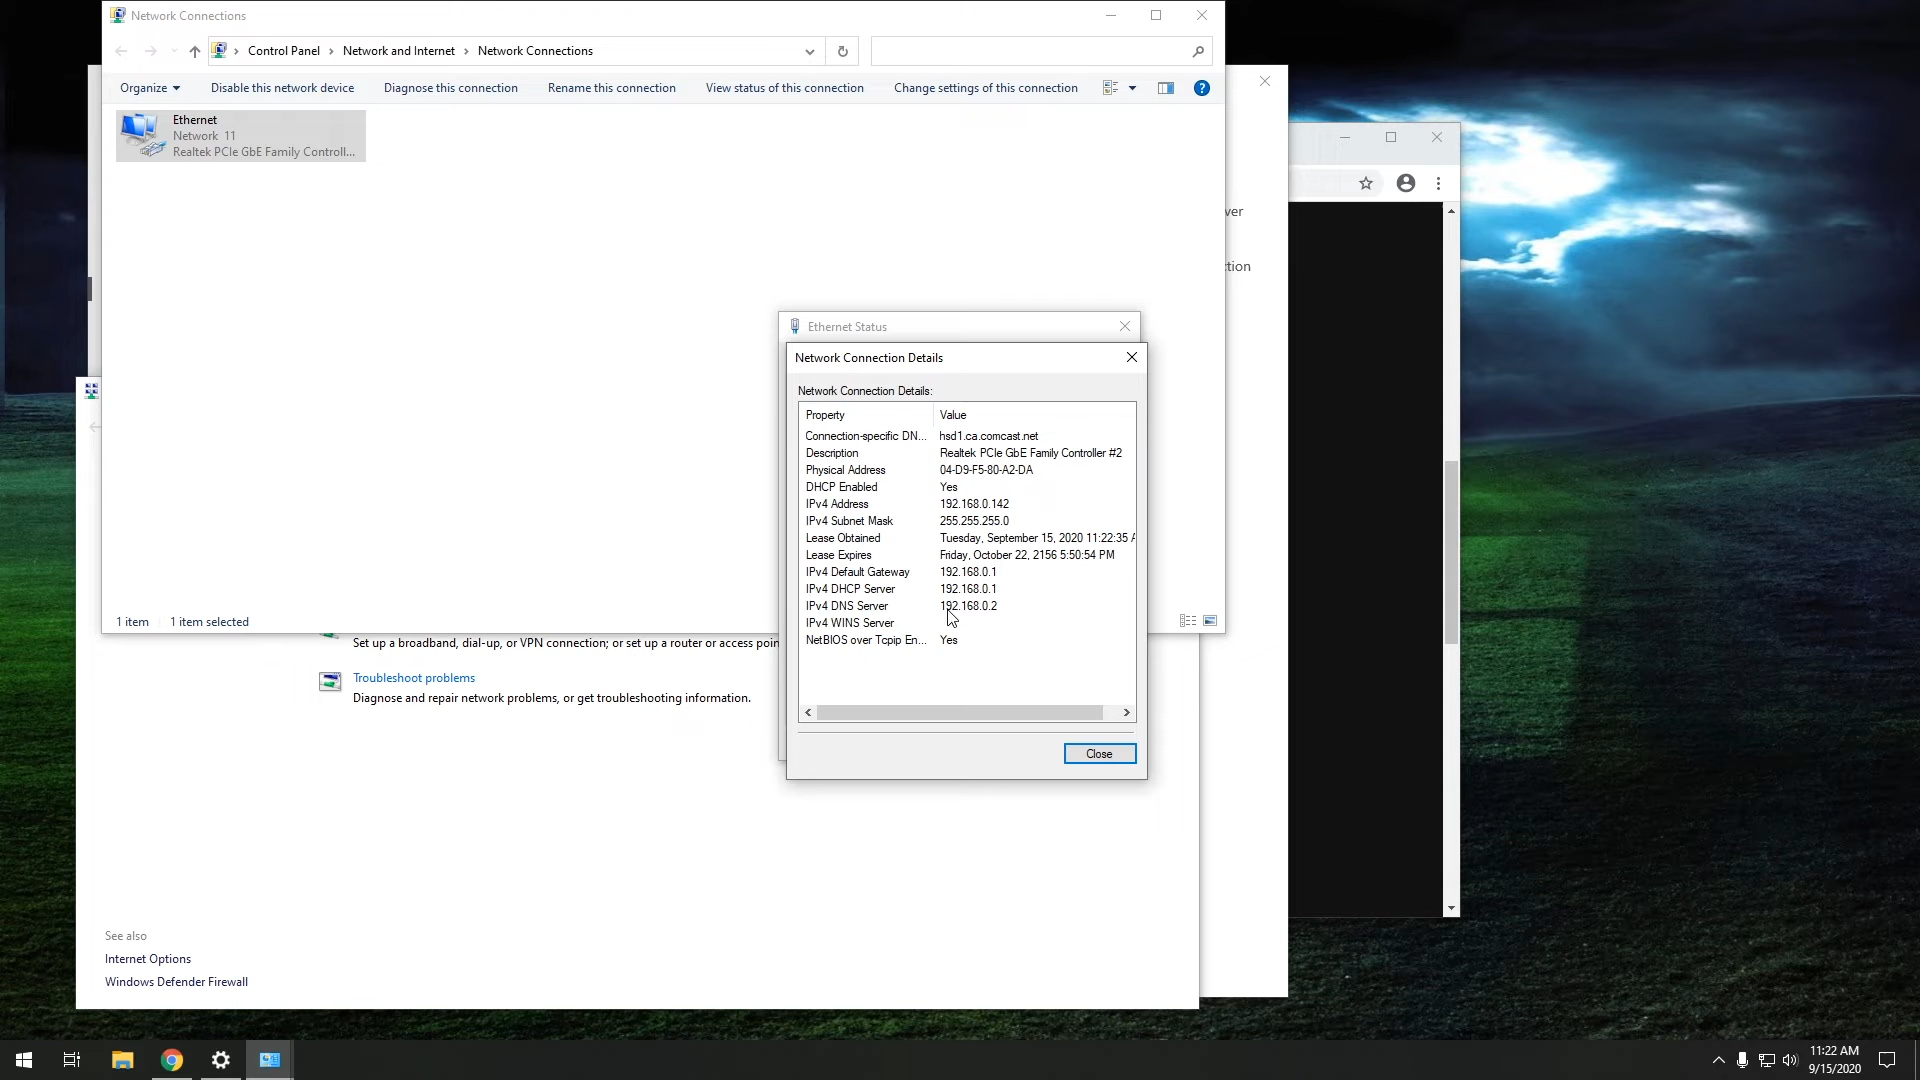 Network Connections
Control Panel > Network and Internet > Network Connections
Organize Disable this network device Diagnose this connection Rename this connection View status of this connection Change settings of this connection
Ethernet
Network 11
Realtek PCIe GbE Family Controll...
ver
ction
Ethernet Status
Network Connection Details
Network Connection Details:
Property Value
Connection-specific DN... hsd1.ca.comcast.net
Description Realtek PCIe GbE Family Controller #2
Physical Address 04-D9-F5-80-A2-DA
DHCP Enabled Yes
IPv4 Address 192.168.0.142
IPv4 Subnet Mask 255.255.255.0
Lease Obtained Tuesday, September 15, 2020 11:22:35 A
Lease Expires Friday, October 22, 2156 5:50:54 PM
IPv4 Default Gateway 192.168.0.1
IPv4 DHCP Server 192.168.0.1
IPv4 DNS Server 192.168.0.2
IPv4 WINS Server
NetBIOS over Tcpip En... Yes
Close
1 item 1 item selected
Set up a broadband, dial-up, or VPN connection; or set up a router or access poin
Troubleshoot problems
Diagnose and repair network problems, or get troubleshooting information.
See also
Internet Options
Windows Defender Firewall
11:22 AM
9/15/2020